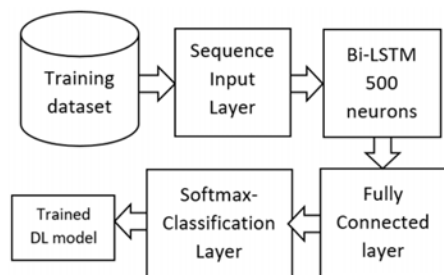 Training
dataset
Sequence
Input
Layer
Bi-LSTM
500
neurons
Fully
Connected
layer
Softmax-
Classification
Layer
Trained
DL model